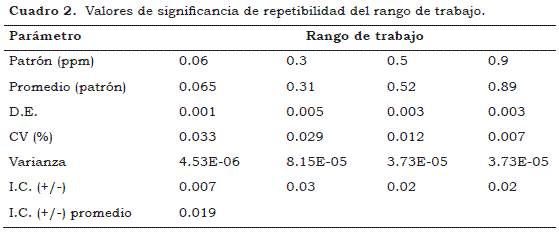 Cuadro 2. Valores de significancia de repetibilidad del rango de trabajo.
Parámetro Rango de trabajo
Patrón (ppm) 0.06 0.3 0.5 0.9
Promedio (patrón) 0.065 0.31 0.52 0.89
D.E. 0.001 0.005 0.003 0.003
CV (%) 0.033 0.029 0.012 0.007
Varianza 4.53E-06 8.15E-05 3.73E-05 3.73E-05
I.C. (+/-) 0.007 0.03 0.02 0.02
I.C. (+/-) promedio 0.019